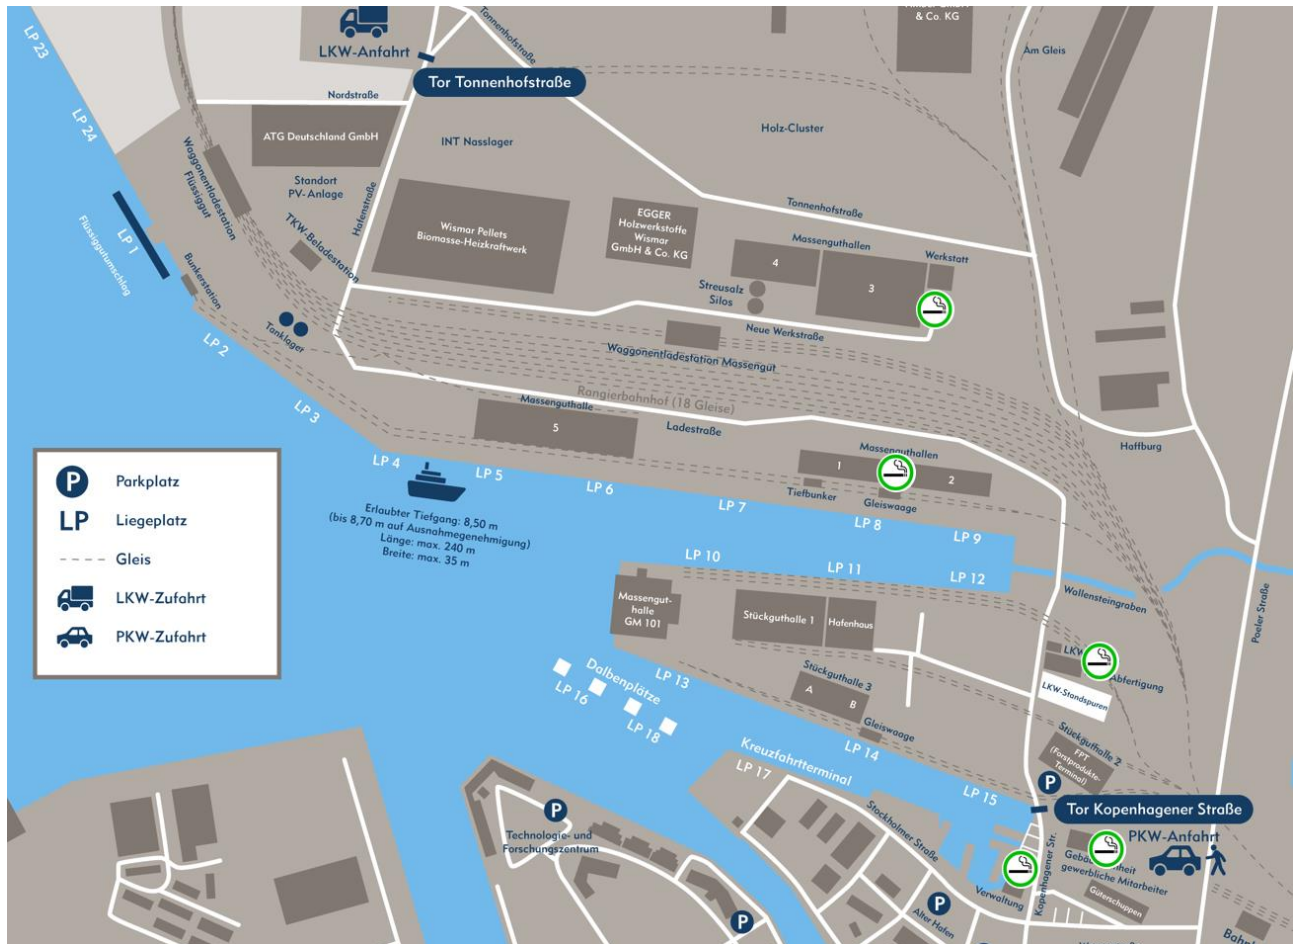 & Co. KG
LP 23
LKW-Anfahrt
Tonnenhofstraße
Am Gleis
Tor Tonnenhofstraße
Nordstraße
LP 24
ATG Deutschland GmbH
INT Nasslager
Holz-Cluster
Waggonentladestation
Flüssiggut
Standort
PV-Anlage
Hafenstraße
Tonnenhofstraße
LP 1
Flüssiggutumschlag
TKW-Beladestation
Wismar Pellets
Biomasse-Heizkraftwerk
EGGER
Holzwerkstoffe
Wismar
GmbH & Co. KG
Massenguthallen
4
3
Werkstatt
Bunkerstation
Streusalz
Silos
Tanklager
Neue Werkstraße
LP 2
Waggonentladestation Massengut
Rangierbahnhof (18 Gleise)
LP 3
Massenguthalle
5
Ladestraße
Massenguthallen
1
2
Haffburg
LP 4
LP 5
LP 6
LP 7
LP 8
LP 9
Tiefbunker
Gleiswaage
P
Parkplatz
LP
Liegeplatz
Gleis
LKW-Zufahrt
PKW-Zufahrt
Erlaubter Tiefgang: 8,50 m
(bis 8,70 m auf Ausnahmegenehmigung)
Länge: max. 240 m
Breite: max. 35 m
LP 10
LP 11
LP 12
Wallensteingraben
Poeler Straße
Massengut-
halle
GM 101
Stückguthalle 1
Hafenhaus
LKW
Abfertigung
LKW-Standspuren
Dalbenplätze
LP 13
LP 16
LP 18
Stückguthalle 3
A
B
Gleiswaage
LP 14
Stückguthalle 2
FPT
(Forstprodukte-
Terminal)
Kreuzfahrtterminal
LP 17
LP 15
P
Tor Kopenhagener Straße
PKW-Anfahrt
P
Technologie- und
Forschungszentrum
Stockholmer Straße
Kopenhagener Str.
gewerbliche Mitarbeiter
Güterschuppen
Verwaltung
P
Alter Hafen
P